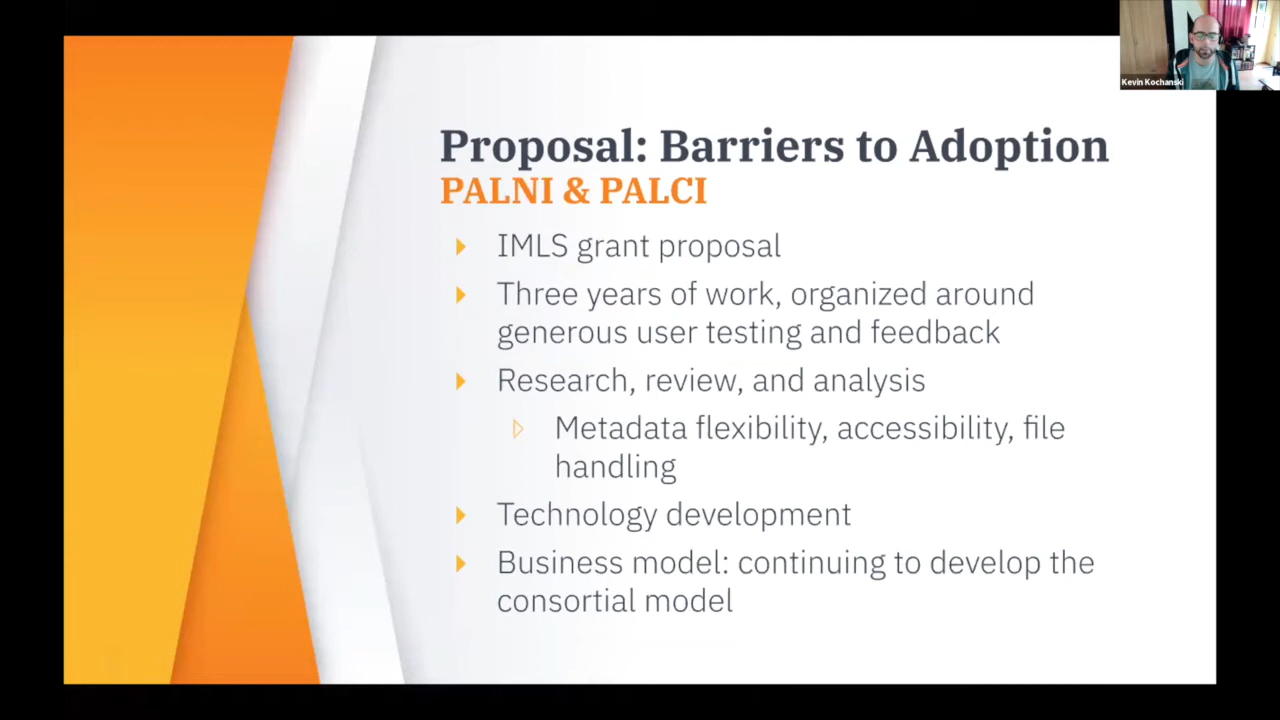 Kevin Kochanski
Proposal: Barriers to Adoption
PALNI & PALCI
IMLS grant proposal
Three years of work, organized around
generous user testing and feedback
Research, review, and analysis
Metadata flexibility, accessibility, file
handling
Technology development
Business model: continuing to develop the
consortial model